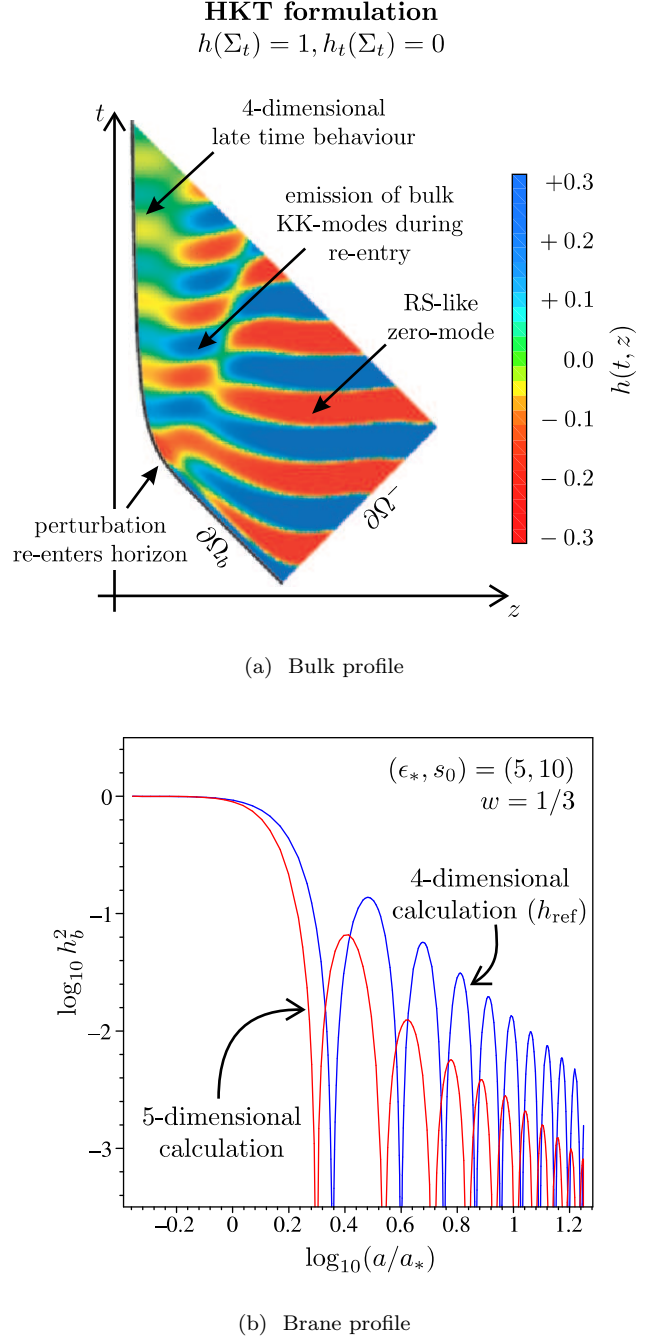 HKT formulation
h(Σₜ) = 1, hₜ(Σₜ) = 0
t
4-dimensional
late time behaviour
emission of bulk
KK-modes during
re-entry
RS-like
zero-mode
perturbation
re-enters horizon
∂Ω_b
∂Ω⁻
z
+0.3
+ 0.2
+ 0.1
0.0
− 0.1
− 0.2
− 0.3
h(t, z)
(a) Bulk profile
(ϵ∗, s₀) = (5, 10)
w = 1/3
4-dimensional
calculation (h_ref)
5-dimensional
calculation
log₁₀ h_b²
0
−1
−2
−3
−0.2 0 0.2 0.4 0.6 0.8 1 1.2
log₁₀(a/a∗)
(b) Brane profile